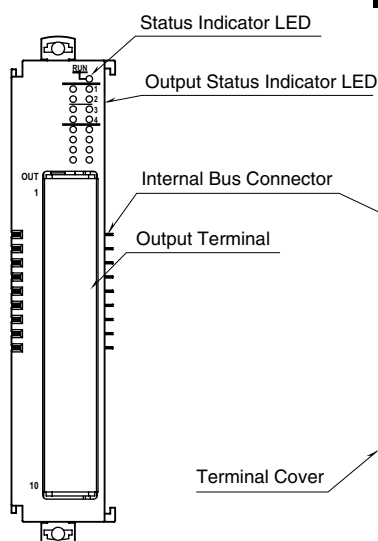 Status Indicator LED
RUN
Output Status Indicator LED
1
2
3
4
OUT
1
Internal Bus Connector
Output Terminal
Terminal Cover
10